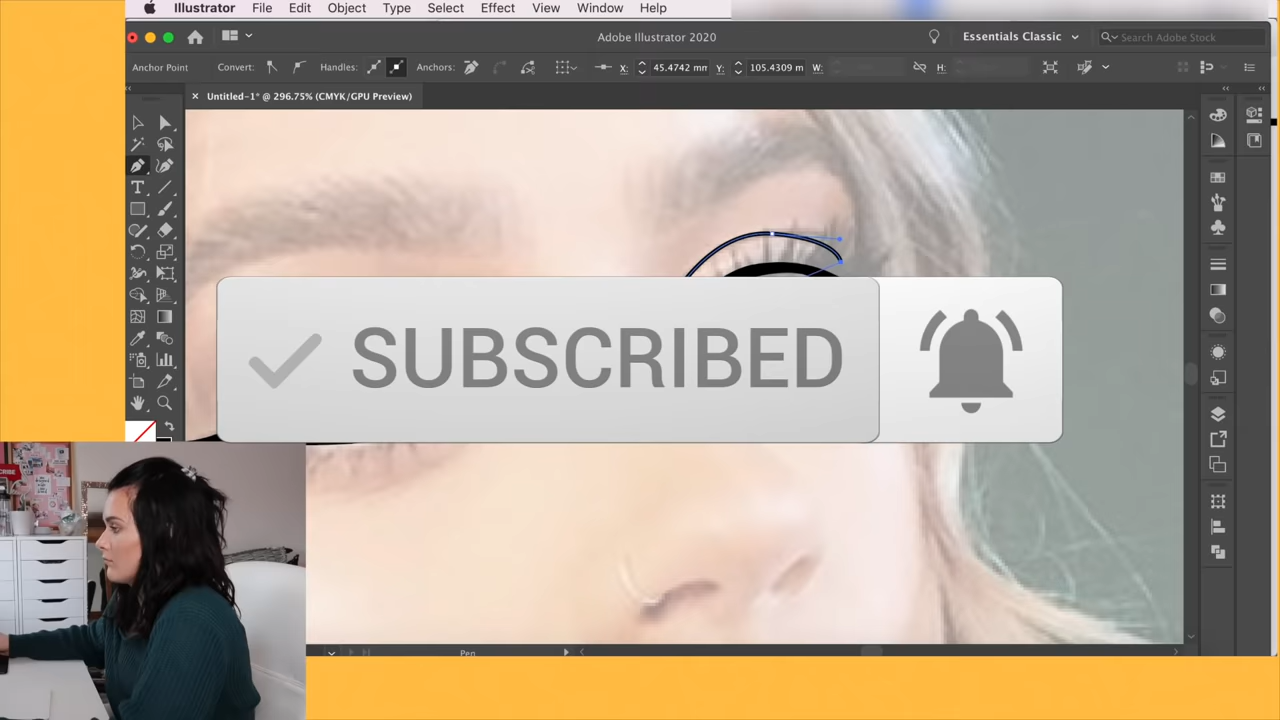 Illustrator File Edit Object Type Select Effect View Window Help
Adobe Illustrator 2020
Essentials Classic
Search Adobe Stock
Anchor Point Convert: Handles: Anchors: X: 45.4742 mm Y: 105.4309 m W: H:
× Untitled-1* @ 296.75% (CMYK/GPU Preview)
SUBSCRIBED
Pen